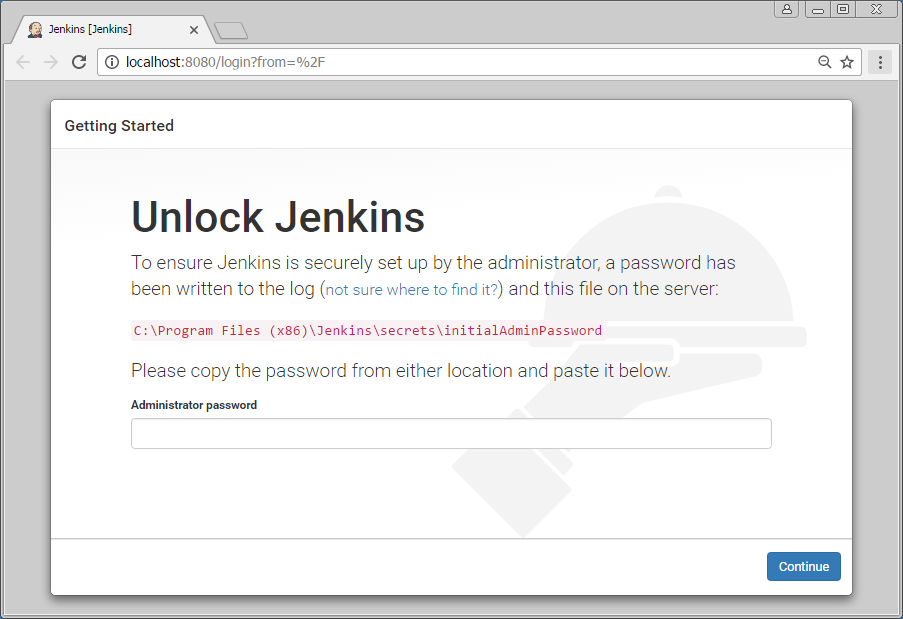 Jenkins [Jenkins]
localhost:8080/login?from=%2F
Getting Started
Unlock Jenkins
To ensure Jenkins is securely set up by the administrator, a password has
been written to the log (not sure where to find it?) and this file on the server:
C:\Program Files (x86)\Jenkins\secrets\initialAdminPassword
Please copy the password from either location and paste it below.
Administrator password
Continue